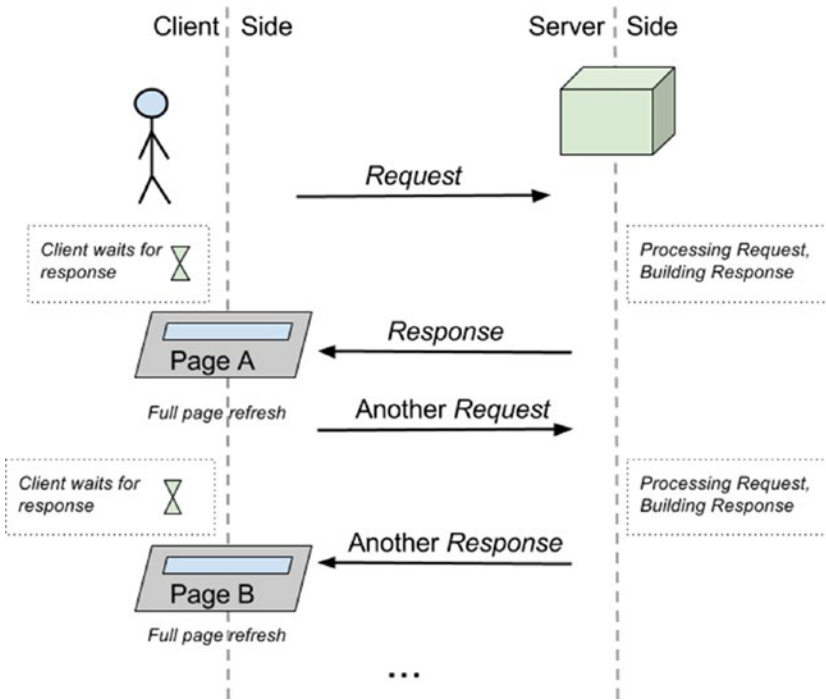 Client Side
Server Side
Request
Client waits for
response
Processing Request,
Building Response
Response
Page A
Full page refresh
Another Request
Client waits for
response
Processing Request,
Building Response
Another Response
Page B
Full page refresh
...